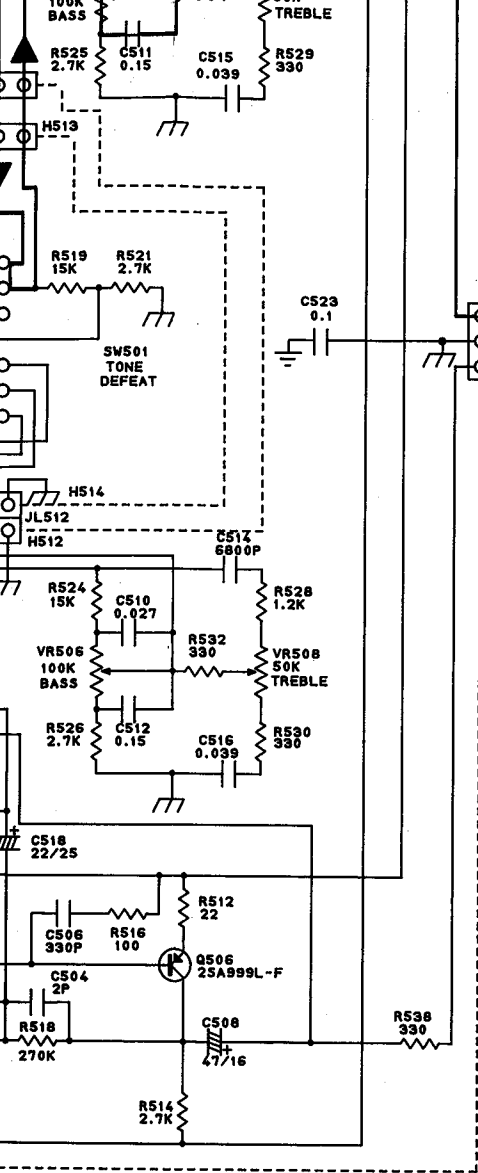 100K
BASS
TREBLE
R525
2.7K
C511
0.15
C515
0.039
R529
330
H513
R519
15K
R521
2.7K
C523
0.1
SW501
TONE
DEFEAT
H514
JL512
H512
C514
6800P
R524
15K
C510
0.027
R528
1.2K
VR506
100K
BASS
R532
330
VR508
50K
TREBLE
R526
2.7K
C512
0.15
C516
0.039
R530
330
C518
22/25
R512
22
C506
330P
R516
100
Q506
2SA999L-F
C504
2P
R518
270K
C508
47/16
R538
330
R514
2.7K